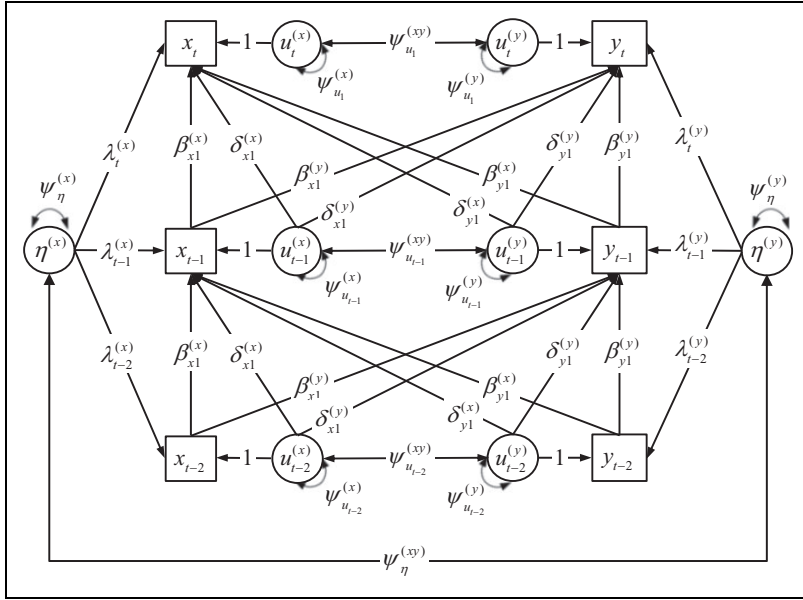 x_t 1 u_t^{(x)} ψ_{u_1}^{(xy)} u_t^{(y)} 1 y_t
ψ_{u_1}^{(x)} ψ_{u_1}^{(y)}
λ_t^{(x)} β_{x1}^{(x)} δ_{x1}^{(x)} δ_{y1}^{(y)} β_{y1}^{(y)} λ_t^{(y)}
β_{x1}^{(y)} β_{y1}^{(x)}
ψ_η^{(x)} δ_{x1}^{(y)} δ_{y1}^{(x)} ψ_η^{(y)}
η^{(x)} λ_{t-1}^{(x)} x_{t-1} 1 u_{t-1}^{(x)} ψ_{u_{t-1}}^{(xy)} u_{t-1}^{(y)} 1 y_{t-1} λ_{t-1}^{(y)} η^{(y)}
ψ_{u_{t-1}}^{(x)} ψ_{u_{t-1}}^{(y)}
λ_{t-2}^{(x)} β_{x1}^{(x)} δ_{x1}^{(x)} δ_{y1}^{(y)} β_{y1}^{(y)} λ_{t-2}^{(y)}
β_{x1}^{(y)} β_{y1}^{(x)}
δ_{x1}^{(y)} δ_{y1}^{(x)}
x_{t-2} 1 u_{t-2}^{(x)} ψ_{u_{t-2}}^{(xy)} u_{t-2}^{(y)} 1 y_{t-2}
ψ_{u_{t-2}}^{(x)} ψ_{u_{t-2}}^{(y)}
ψ_η^{(xy)}